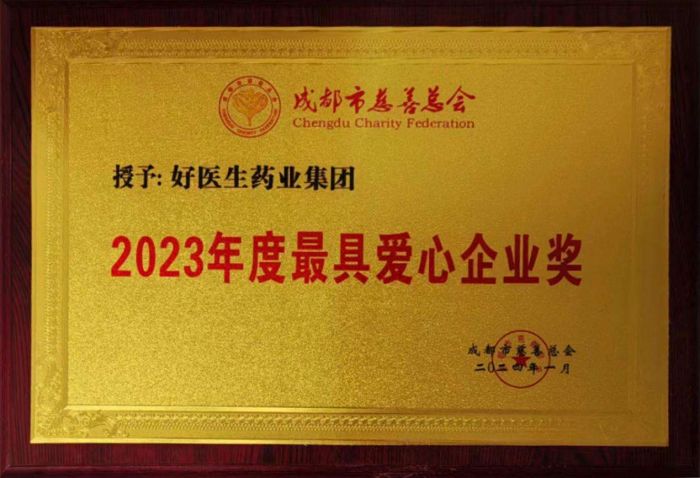 成都市慈善总会
Chengdu Charity Federation
授予: 好医生药业集团
2023年度最具爱心企业奖
成都市慈善总会
二〇二四年一月